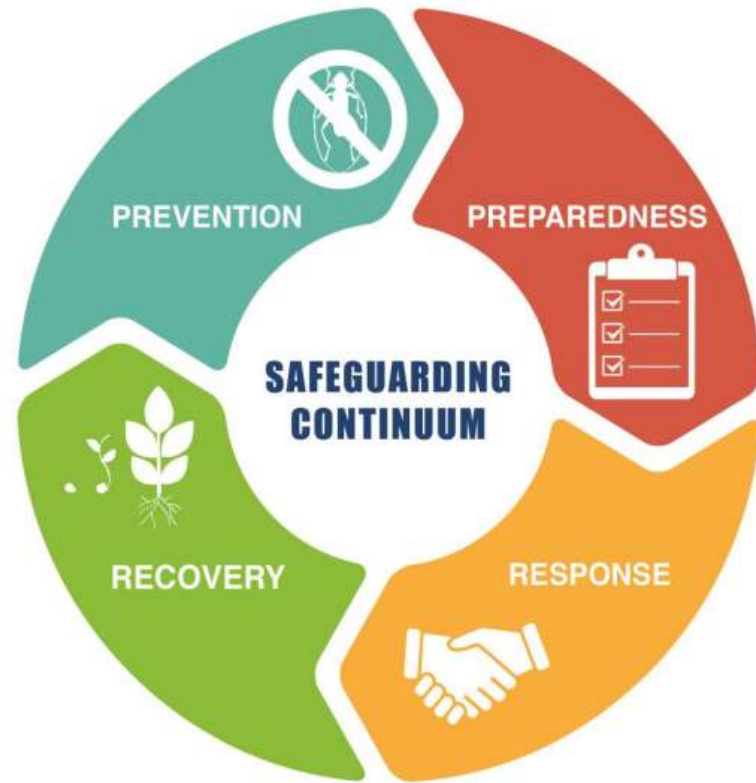 PREVENTION
PREPAREDNESS
SAFEGUARDING
CONTINUUM
RECOVERY
RESPONSE